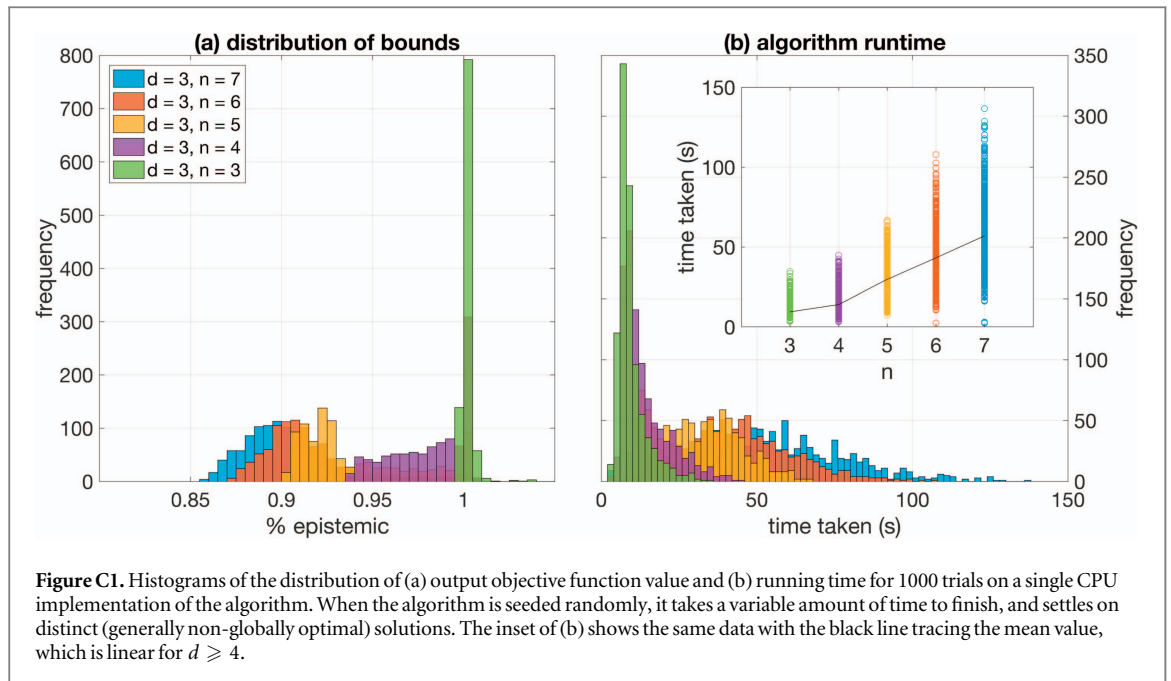 (a) distribution of bounds
800
700
600
500
400
300
200
100
0
frequency
d = 3, n = 7
d = 3, n = 6
d = 3, n = 5
d = 3, n = 4
d = 3, n = 3
0.85
0.9
0.95
1
% epistemic
(b) algorithm runtime
150
100
50
0
time taken (s)
3
4
5
6
7
n
350
300
250
200
150
100
50
0
frequency
0
50
100
150
time taken (s)
Figure C1. Histograms of the distribution of (a) output objective function value and (b) running time for 1000 trials on a single CPU
implementation of the algorithm. When the algorithm is seeded randomly, it takes a variable amount of time to finish, and settles on
distinct (generally non-globally optimal) solutions. The inset of (b) shows the same data with the black line tracing the mean value,
which is linear for d ⩾ 4.